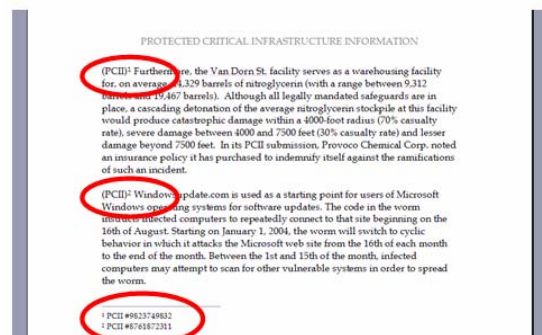 PROTECTED CRITICAL INFRASTRUCTURE INFORMATION
(PCII)¹ Furthermore, the Van Dorn St. facility serves as a warehousing facility
for, on average 14,329 barrels of nitroglycerin (with a range between 9,312
barrels and 19,467 barrels). Although all legally mandated safeguards are in
place, a cascading detonation of the average nitroglycerin stockpile at this facility
would produce catastrophic damage within a 4000-foot radius (70% casualty
rate), severe damage between 4000 and 7500 feet (30% casualty rate) and lesser
damage beyond 7500 feet. In its PCII submission, Provoco Chemical Corp. noted
an insurance policy it has purchased to indemnify itself against the ramifications
of such an incident.
(PCII)² Windowsupdate.com is used as a starting point for users of Microsoft
Windows operating systems for software updates. The code in the worm
instructs infected computers to repeatedly connect to that site beginning on the
16th of August. Starting on January 1, 2004, the worm will switch to cyclic
behavior in which it attacks the Microsoft web site from the 16th of each month
to the end of the month. Between the 1st and 15th of the month, infected
computers may attempt to scan for other vulnerable systems in order to spread
the worm.
¹ PCII #9823749832
² PCII #8761872311